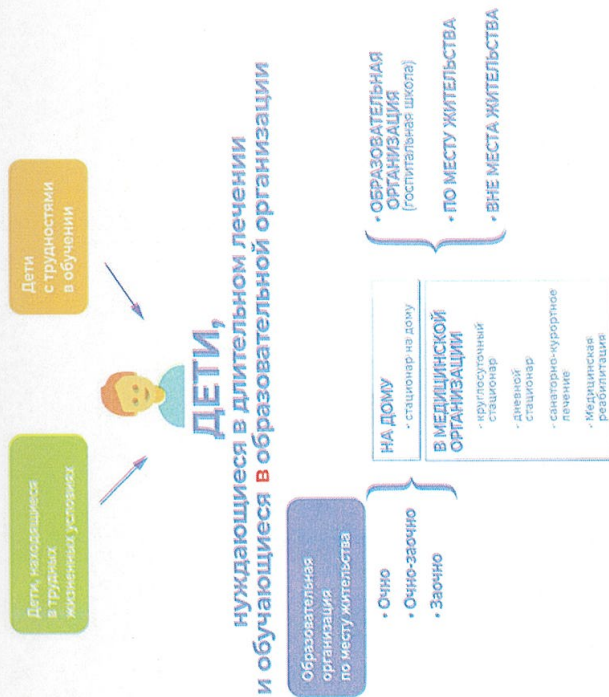 Дети, находящиеся
в трудных
жизненных условиях
Дети
с трудностями
в обучении
ДЕТИ,
нуждающиеся в длительном лечении
и обучающиеся в образовательной организации
Образовательная
организация
по месту жительства
• Очно
• Очно-заочно
• Заочно
НА ДОМУ
✓ стационар на дому
В МЕДИЦИНСКОЙ
ОРГАНИЗАЦИИ
✓ круглосуточный
стационар
✓ дневной
стационар
✓ санаторно-курортное
лечение
✓ Медицинская
реабилитация
• ОБРАЗОВАТЕЛЬНАЯ
ОРГАНИЗАЦИЯ
(госпитальная школа)
• ПО МЕСТУ ЖИТЕЛЬСТВА
• ВНЕ МЕСТА ЖИТЕЛЬСТВА